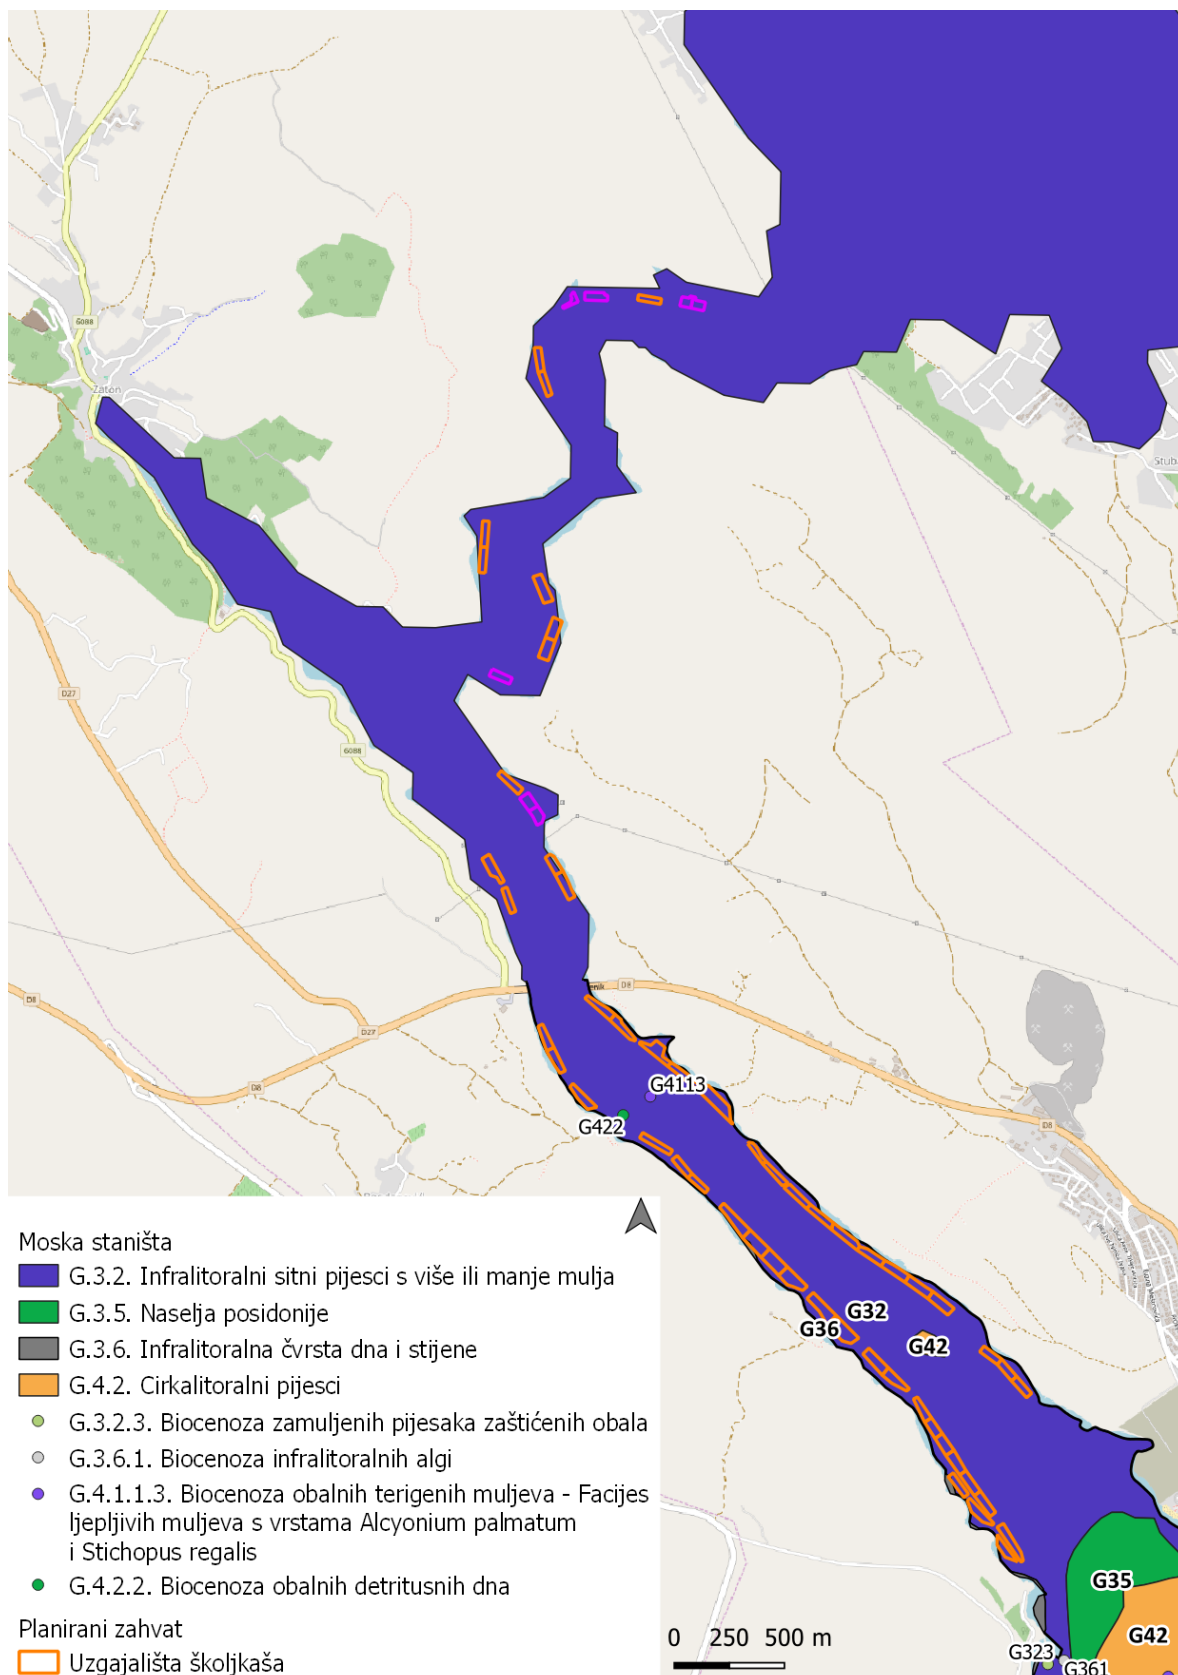 6088
Zaton
Stuba
D27
6088
D8
D27
D8
D8
D8
G4113
G422
G32
G36
G42
G35
G42
G323
G361
Moska staništa
G.3.2. Infralitoralni sitni pijesci s više ili manje mulja
G.3.5. Naselja posidonije
G.3.6. Infralitoralna čvrsta dna i stijene
G.4.2. Cirkalitoralni pijesci
G.3.2.3. Biocenoza zamuljenih pijesaka zaštićenih obala
G.3.6.1. Biocenoza infralitoralnih algi
G.4.1.1.3. Biocenoza obalnih terigenih muljeva - Facijes
ljepljivih muljeva s vrstama Alcyonium palmatum
i Stichopus regalis
G.4.2.2. Biocenoza obalnih detritusnih dna
Planirani zahvat
Uzgajališta školjkaša
0 250 500 m